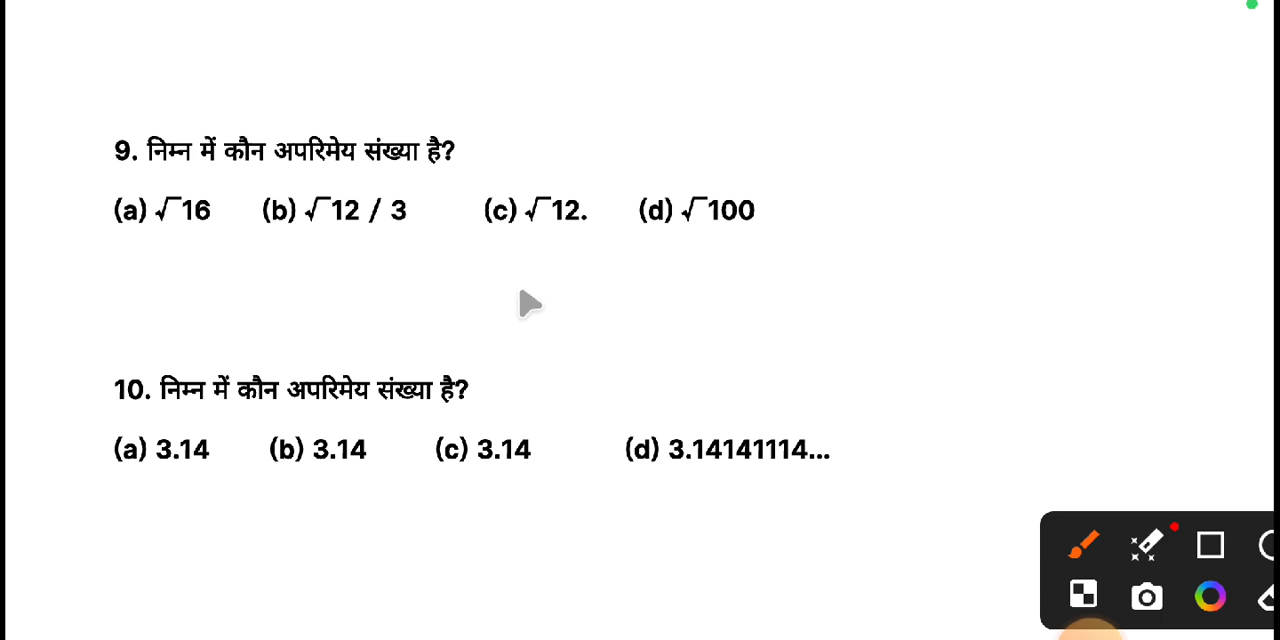 9. निम्न में कौन अपरिमेय संख्या है?
(a) √16 (b) √12 / 3 (c) √12. (d) √100
10. निम्न में कौन अपरिमेय संख्या है?
(a) 3.14 (b) 3.14 (c) 3.14 (d) 3.14141114...